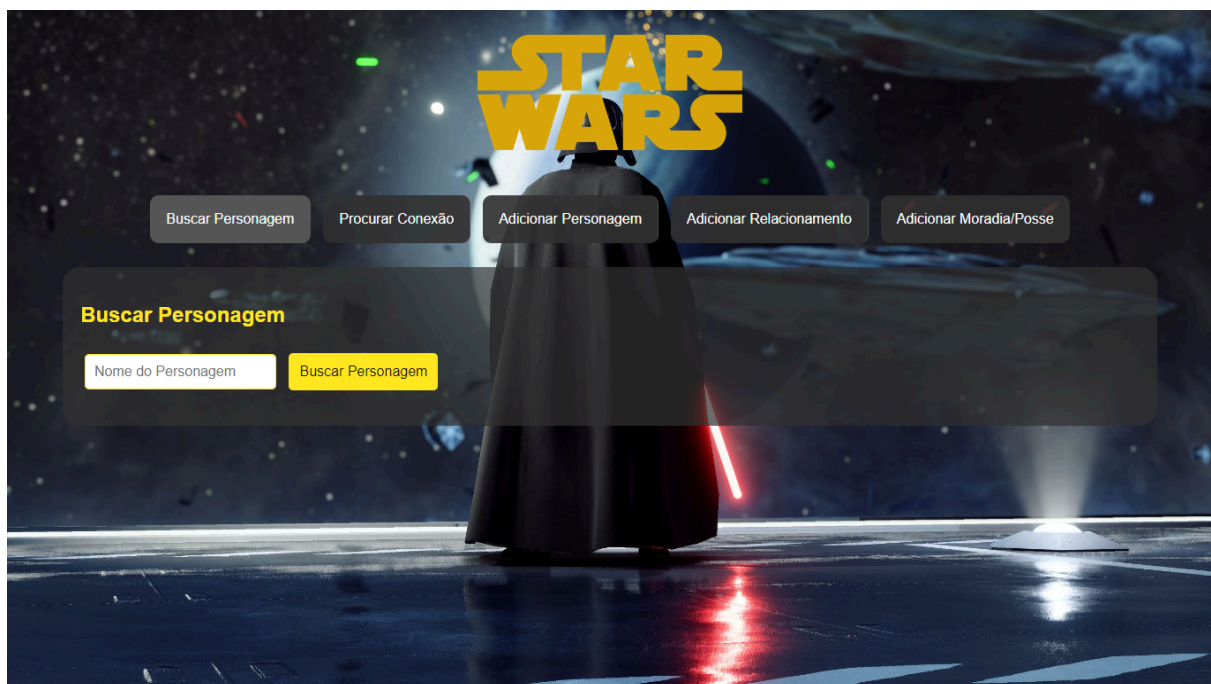 STAR
WARS
Buscar Personagem
Procurar Conexão
Adicionar Personagem
Adicionar Relacionamento
Adicionar Moradia/Posse
Buscar Personagem
Nome do Personagem
Buscar Personagem